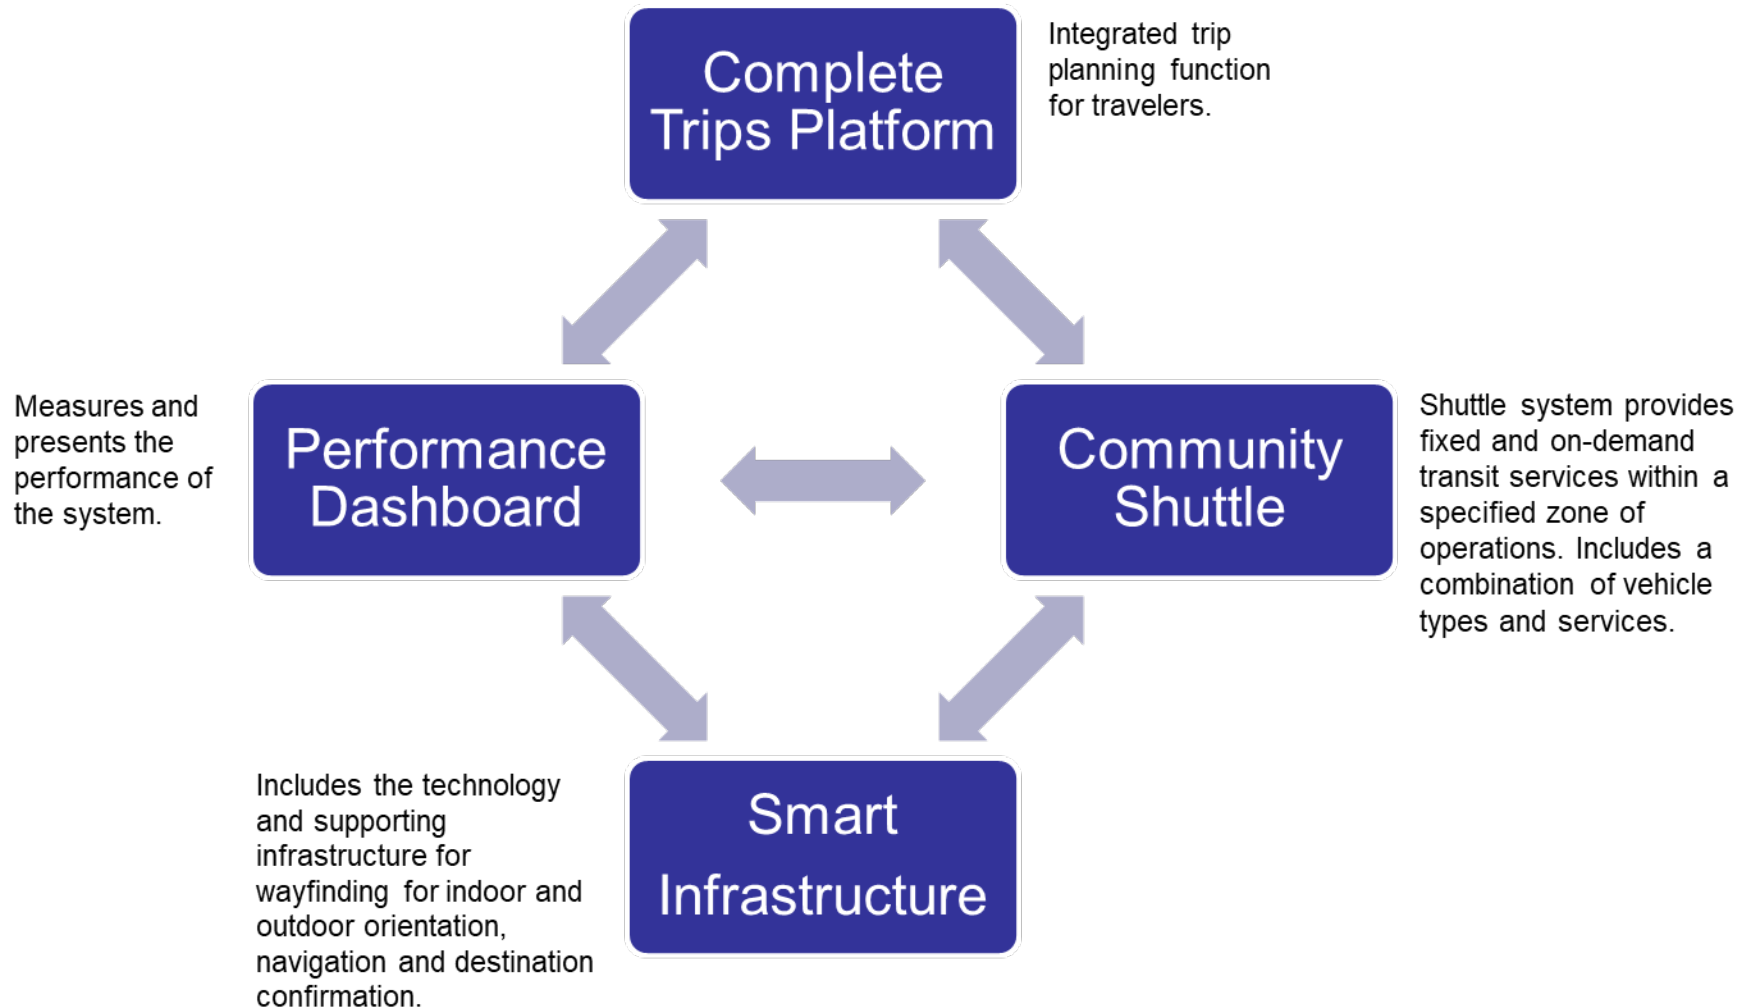 Complete
Trips Platform
Integrated trip
planning function
for travelers.
Measures and
presents the
performance of
the system.
Performance
Dashboard
Community
Shuttle
Shuttle system provides
fixed and on-demand
transit services within a
specified zone of
operations. Includes a
combination of vehicle
types and services.
Includes the technology
and supporting
infrastructure for
wayfinding for indoor and
outdoor orientation,
navigation and destination
confirmation.
Smart
Infrastructure